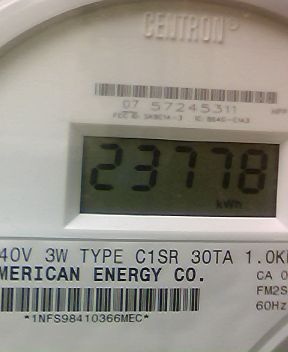 CENTRON®
07 57245311
23778
kWh
40V 3W TYPE C1SR 30TA 1.0K
MERICAN ENERGY CO.
CA 0
FM2S
60Hz
*1NFS98410366MEC*